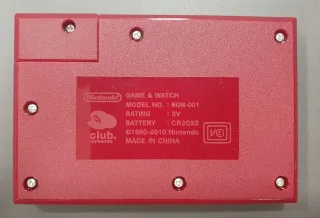 Nintendo
GAME & WATCH
MODEL NO. : RGW-001
RATING : 3V
BATTERY : CR2032
©1980-2010 Nintendo
MADE IN CHINA
club.